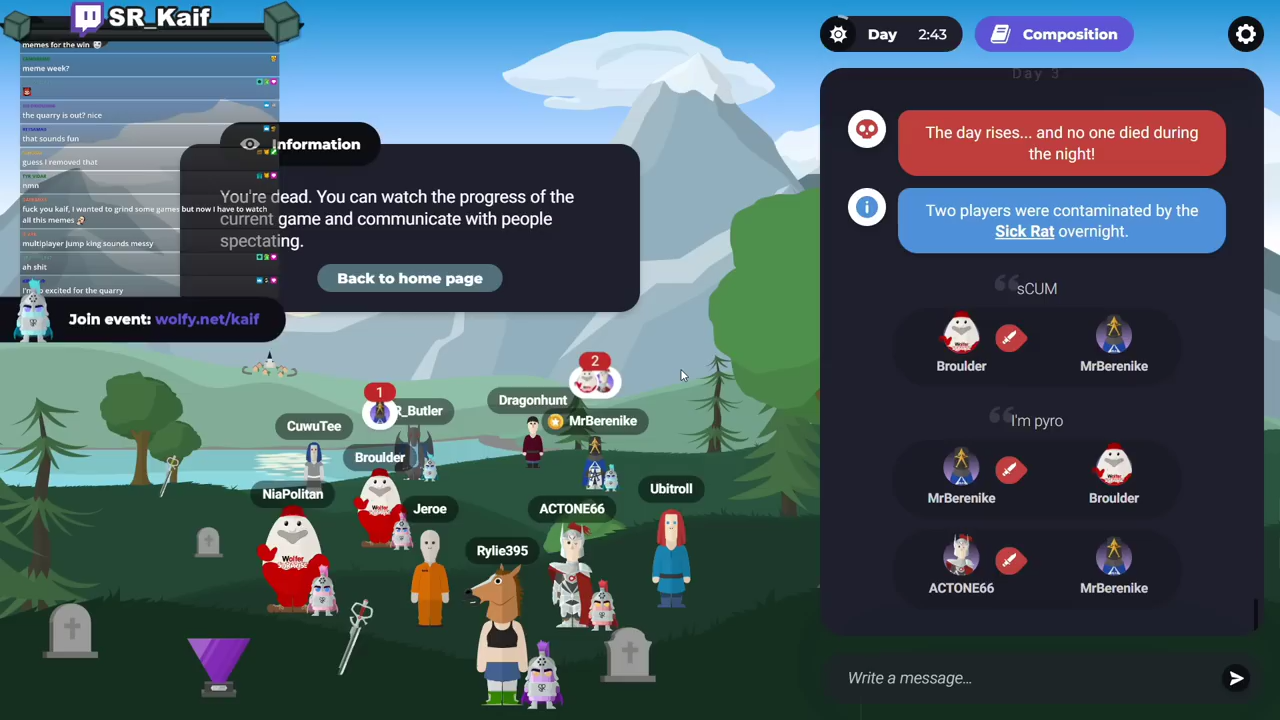 SR_Kaif
memes for the win
meme week?
the quarry is out? nice
that sounds fun
guess I removed that
nmn
fuck you kaif, I wanted to grind some games but now I have to watch
all this memes
multiplayer jump king sounds messy
ah shit
excited for the quarry
Information
You're dead. You can watch the progress of the
current game and communicate with people
spectating.
Back to home page
Join event: wolfy.net/kaif
2
1
Dragonhunt
R_Butler
MrBerenike
CuwuTee
Broulder
Ubitroll
NiaPolitan
Jeroe
ACTONE66
Rylie395
Day 2:43
Composition
Day 3
The day rises... and no one died during
the night!
Two players were contaminated by the
Sick Rat overnight.
sCUM
Broulder MrBerenike
I'm pyro
MrBerenike Broulder
ACTONE66 MrBerenike
Write a message...